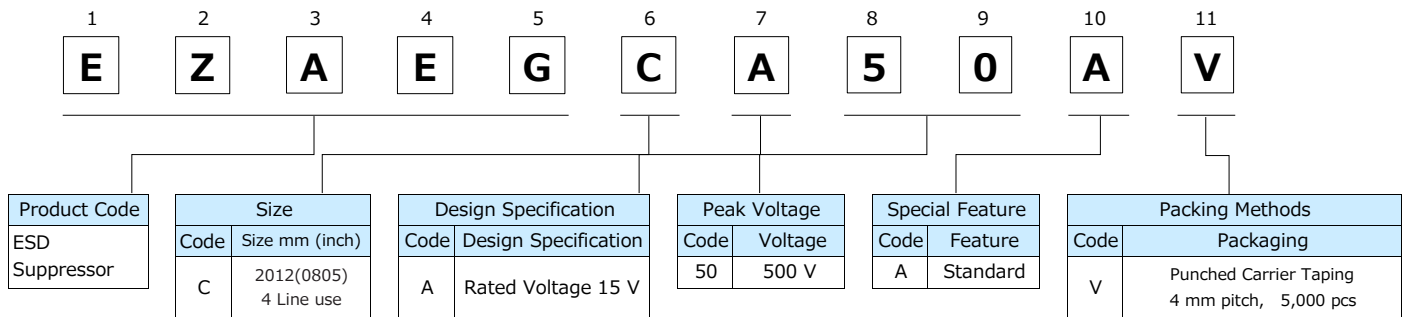 1 2 3 4 5 6 7 8 9 10 11
E Z A E G C A 5 0 A V
Product Code
ESD
Suppressor
Size
Code Size mm (inch)
C 2012(0805)
4 Line use
Design Specification
Code Design Specification
A Rated Voltage 15 V
Peak Voltage
Code Voltage
50 500 V
Special Feature
Code Feature
A Standard
Packing Methods
Code Packaging
V Punched Carrier Taping
4 mm pitch, 5,000 pcs